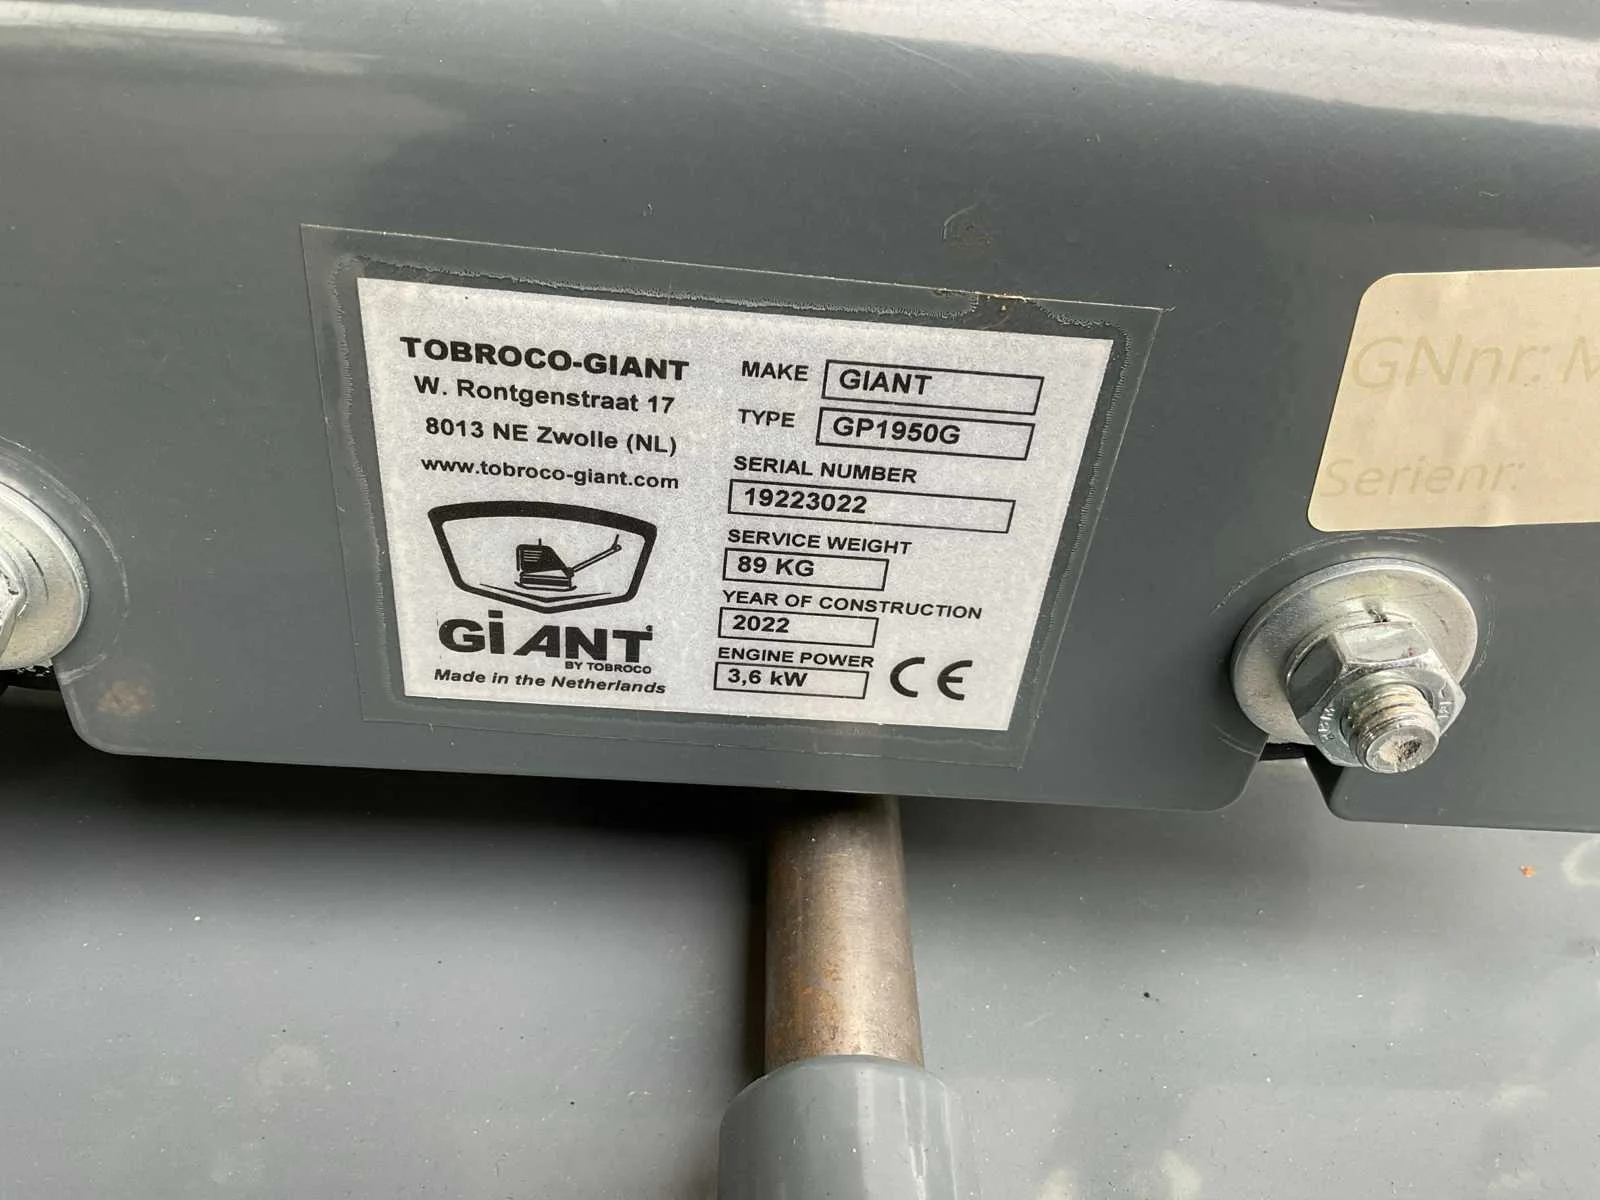 TOBROCO-GIANT
W. Rontgenstraat 17
8013 NE Zwolle (NL)
www.tobroco-giant.com
GiANT
BY TOBROCO
Made in the Netherlands
MAKE GIANT
TYPE GP1950G
SERIAL NUMBER
19223022
SERVICE WEIGHT
89 KG
YEAR OF CONSTRUCTION
2022
ENGINE POWER
3,6 kW
CE
GNnr: M
Serienr: